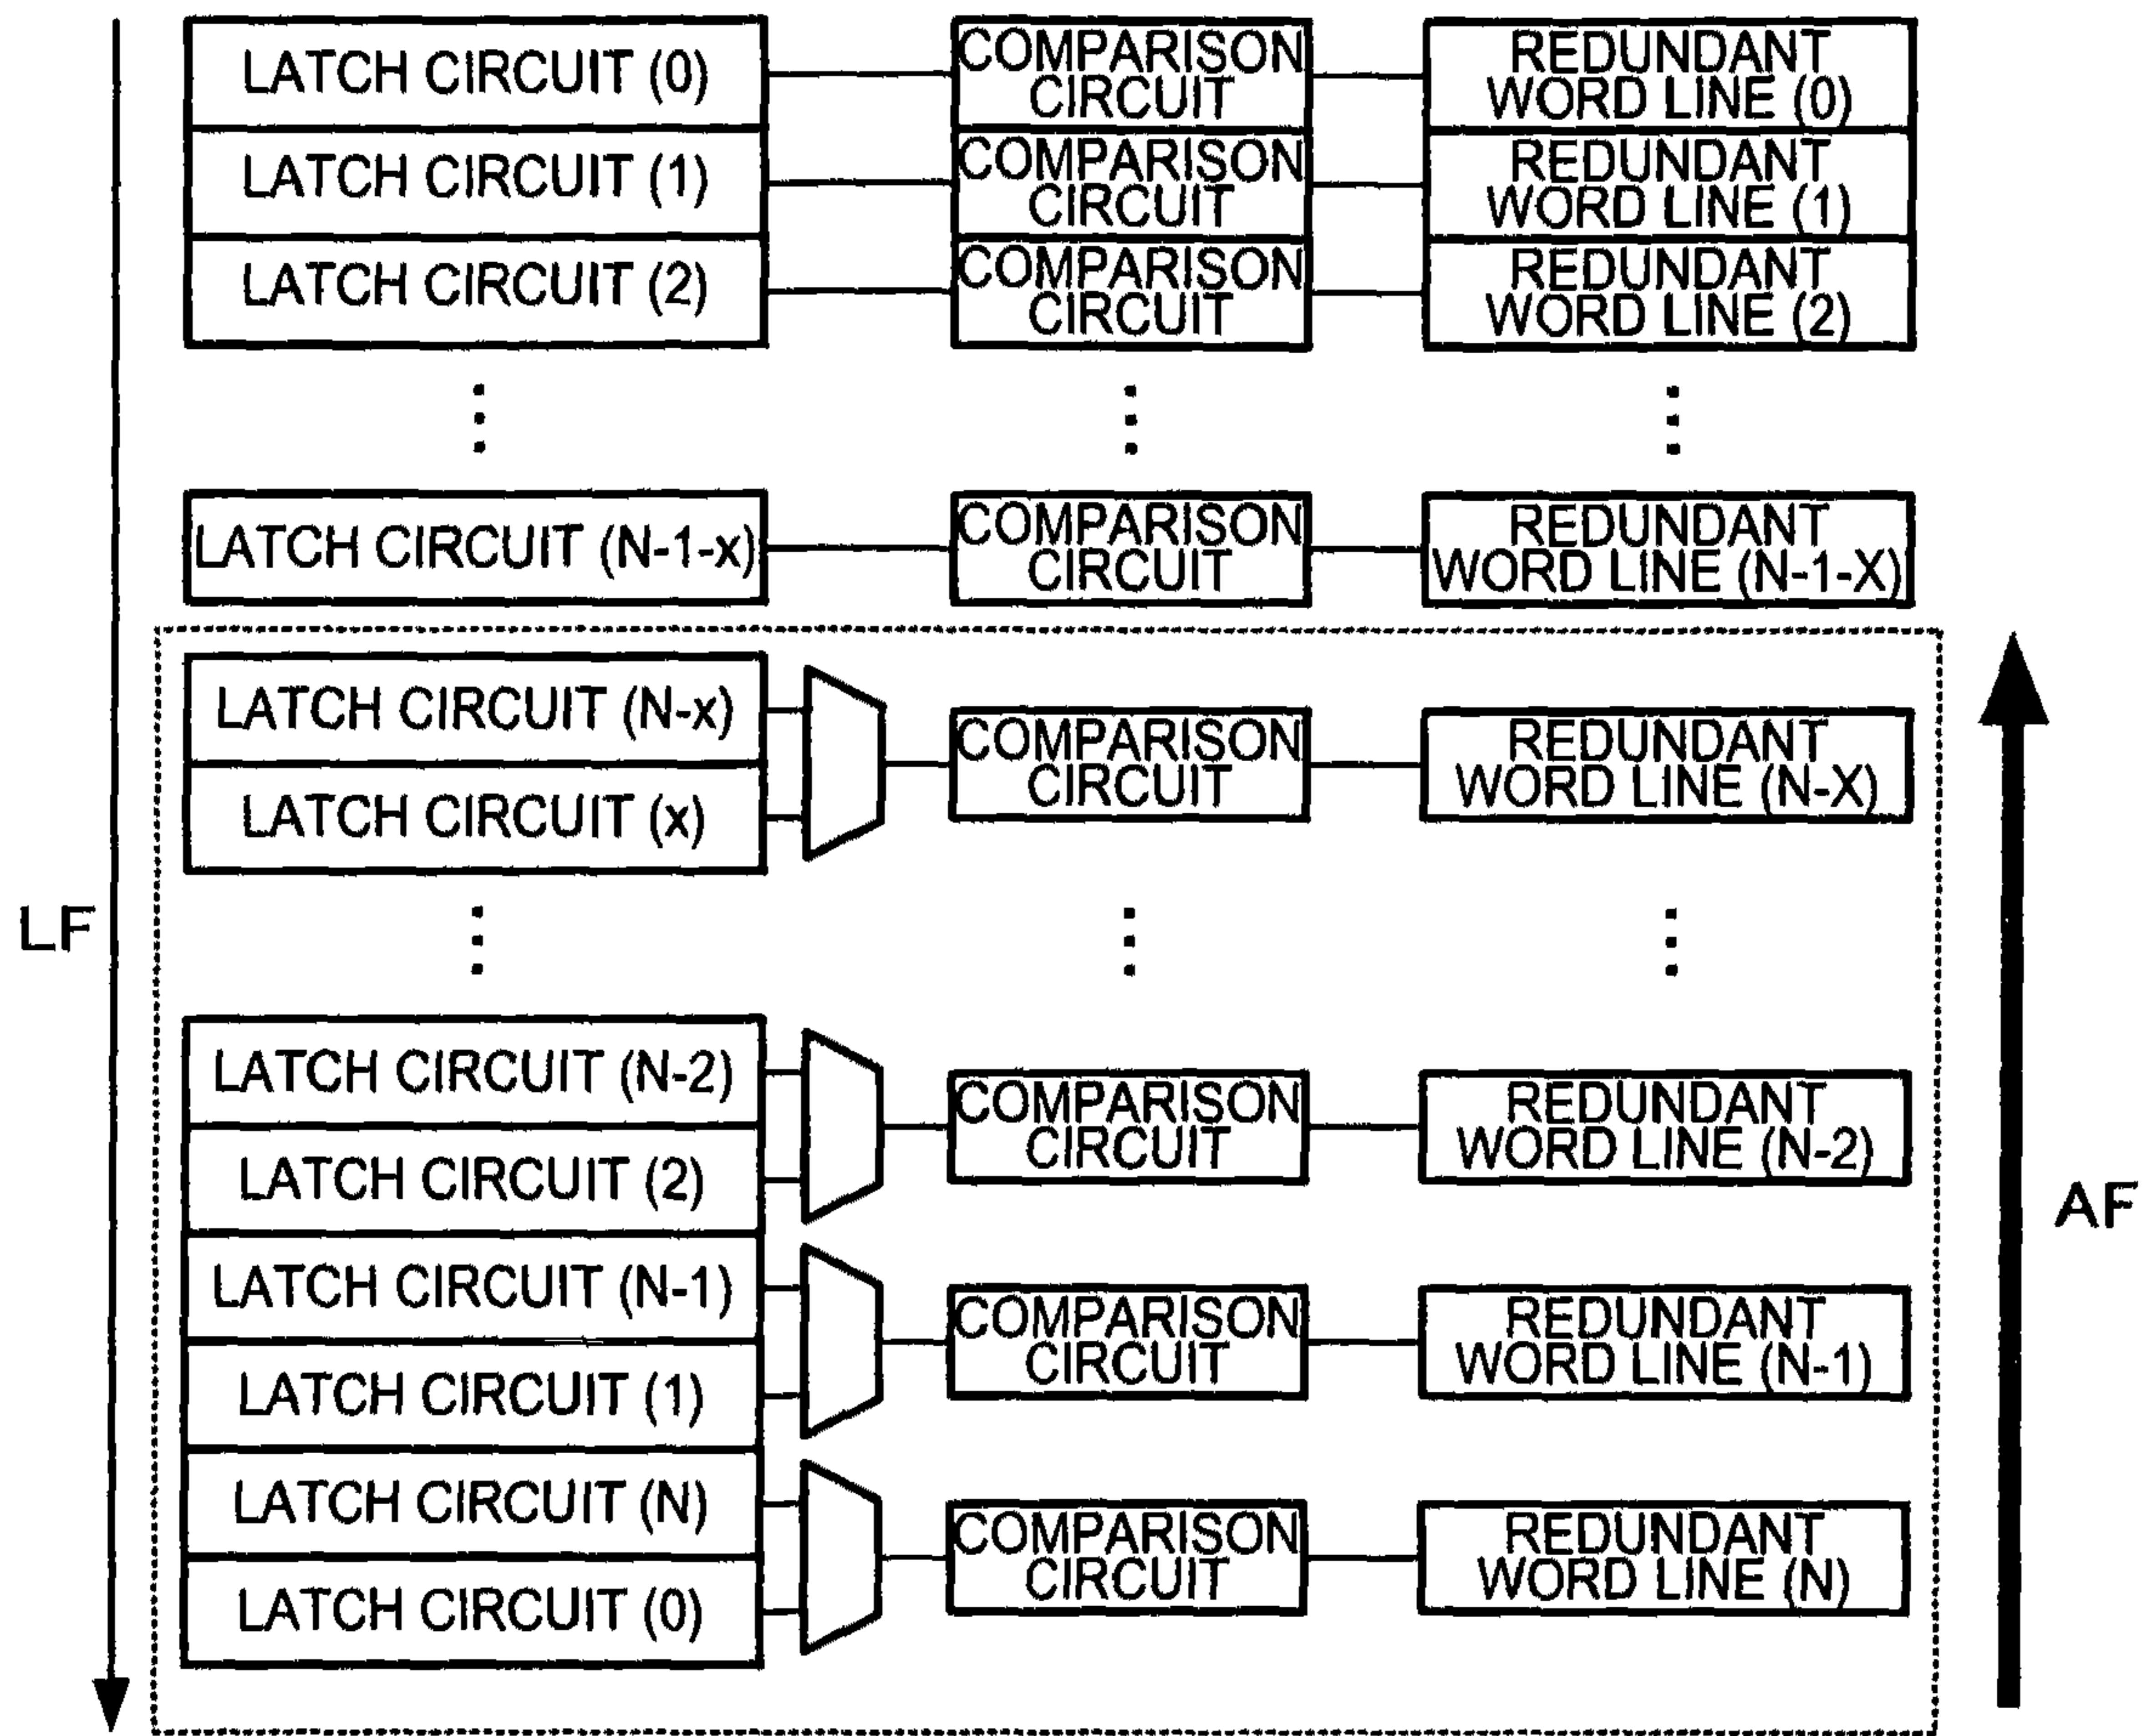 LATCH CIRCUIT (0)
COMPARISON
CIRCUIT
REDUNDANT
WORD LINE (0)
LATCH CIRCUIT (1)
COMPARISON
CIRCUIT
REDUNDANT
WORD LINE (1)
LATCH CIRCUIT (2)
COMPARISON
CIRCUIT
REDUNDANT
WORD LINE (2)
LATCH CIRCUIT (N-1-x)
COMPARISON
CIRCUIT
REDUNDANT
WORD LINE (N-1-X)
LATCH CIRCUIT (N-x)
LATCH CIRCUIT (x)
COMPARISON
CIRCUIT
REDUNDANT
WORD LINE (N-X)
LF
LATCH CIRCUIT (N-2)
LATCH CIRCUIT (2)
COMPARISON
CIRCUIT
REDUNDANT
WORD LINE (N-2)
AF
LATCH CIRCUIT (N-1)
LATCH CIRCUIT (1)
COMPARISON
CIRCUIT
REDUNDANT
WORD LINE (N-1)
LATCH CIRCUIT (N)
LATCH CIRCUIT (0)
COMPARISON
CIRCUIT
REDUNDANT
WORD LINE (N)